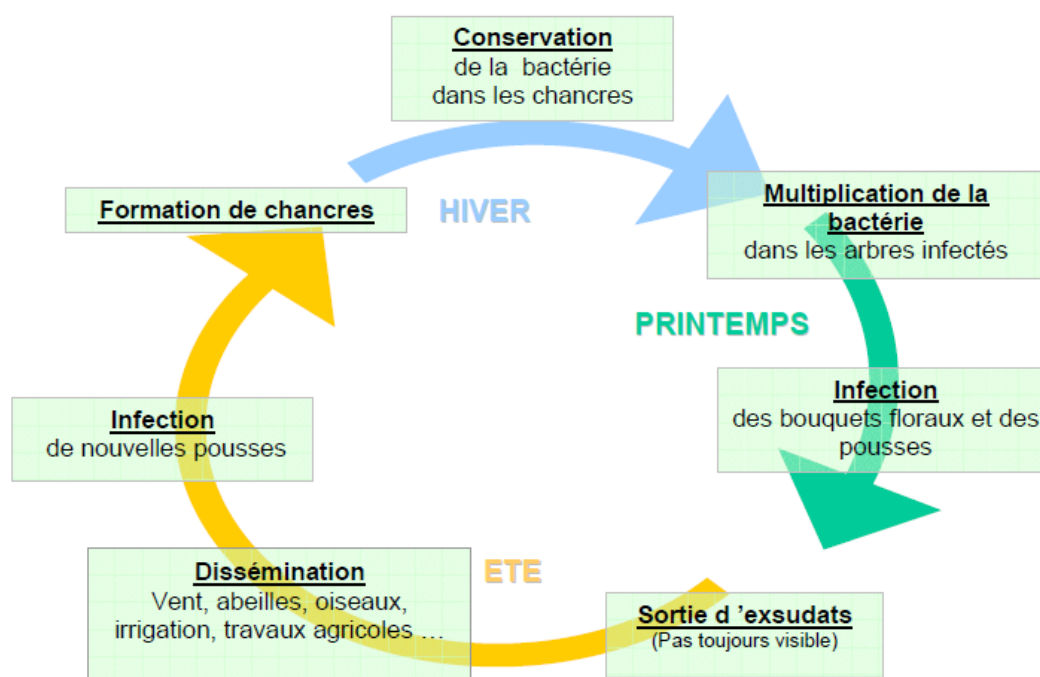 Conservation
de la bactérie
dans les chancres
HIVER
Multiplication de la
bactérie
dans les arbres infectés
PRINTEMPS
Infection
des bouquets floraux et des
pousses
Sortie d 'exsudats
(Pas toujours visible)
ETE
Dissémination
Vent, abeilles, oiseaux,
irrigation, travaux agricoles ...
Infection
de nouvelles pousses
Formation de chancres